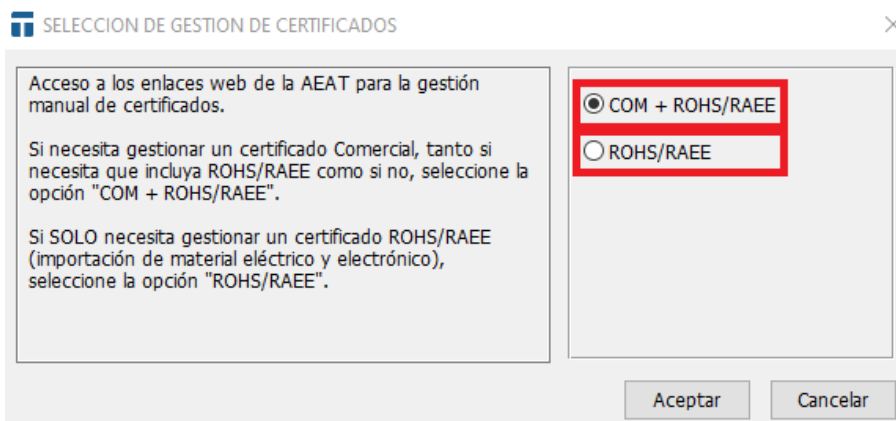 SELECCION DE GESTION DE CERTIFICADOS
Acceso a los enlaces web de la AEAT para la gestión
manual de certificados.
Si necesita gestionar un certificado Comercial, tanto si
necesita que incluya ROHS/RAEE como si no, seleccione la
opción "COM + ROHS/RAEE".
Si SOLO necesita gestionar un certificado ROHS/RAEE
(importación de material eléctrico y electrónico),
seleccione la opción "ROHS/RAEE".
COM + ROHS/RAEE
ROHS/RAEE
Aceptar
Cancelar